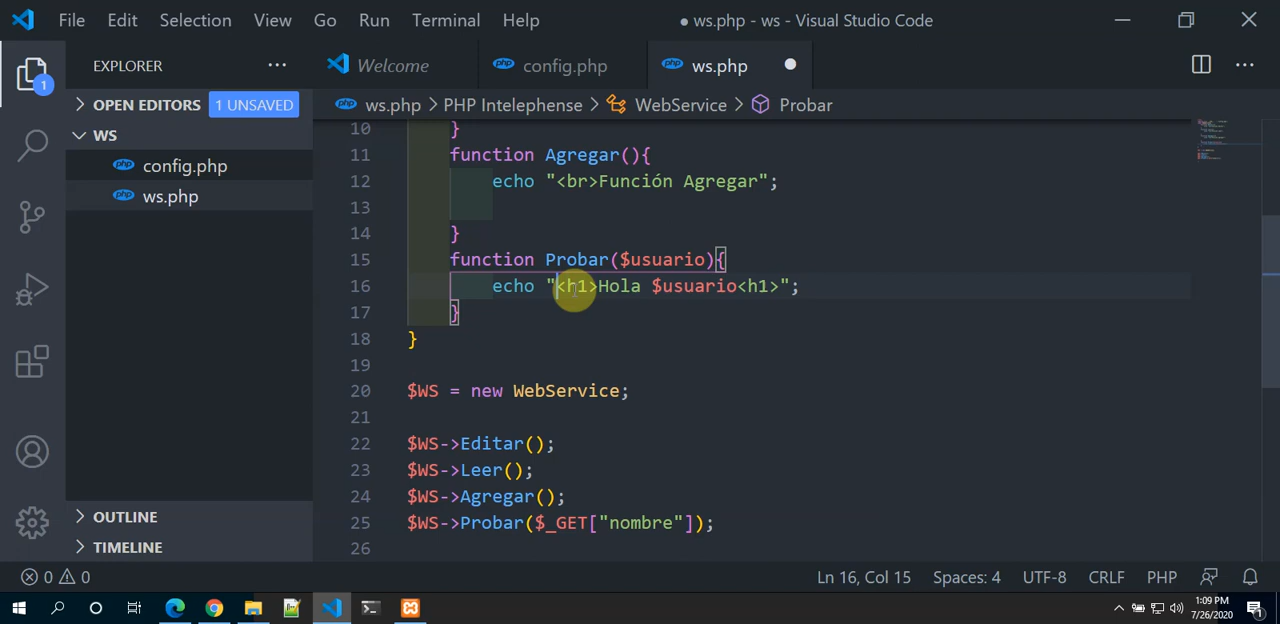 File Edit Selection View Go Run Terminal Help ● ws.php - ws - Visual Studio Code
EXPLORER ··· Welcome config.php ws.php ●
1
OPEN EDITORS 1 UNSAVED
ws.php > PHP Intelephense > WebService > Probar
WS
config.php
ws.php
10 }
11 function Agregar(){
12 echo "<br>Función Agregar";
13
14 }
15 function Probar($usuario){
16 echo "<h1>Hola $usuario<h1>";
17 }
18 }
19
20 $WS = new WebService;
21
22 $WS->Editar();
23 $WS->Leer();
24 $WS->Agregar();
25 $WS->Probar($_GET["nombre"]);
26
OUTLINE
TIMELINE
0 0 Ln 16, Col 15 Spaces: 4 UTF-8 CRLF PHP
1:09 PM
7/26/2020
1